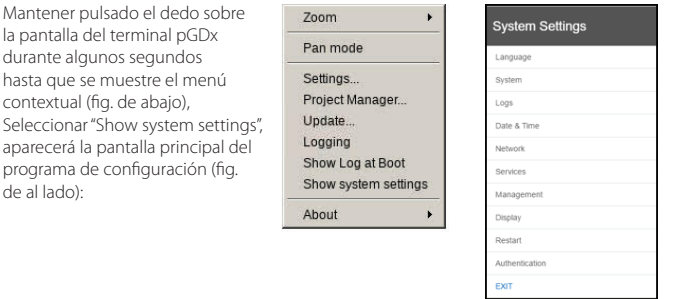 Mantener pulsado el dedo sobre
la pantalla del terminal pGDx
durante algunos segundos
hasta que se muestre el menú
contextual (fig. de abajo),
Seleccionar “Show system settings”,
aparecerá la pantalla principal del
programa de configuración (fig.
de al lado):
Zoom
Pan mode
Settings...
Project Manager...
Update...
Logging
Show Log at Boot
Show system settings
About
System Settings
Language
System
Logs
Date & Time
Network
Services
Management
Display
Restart
Authentication
EXIT